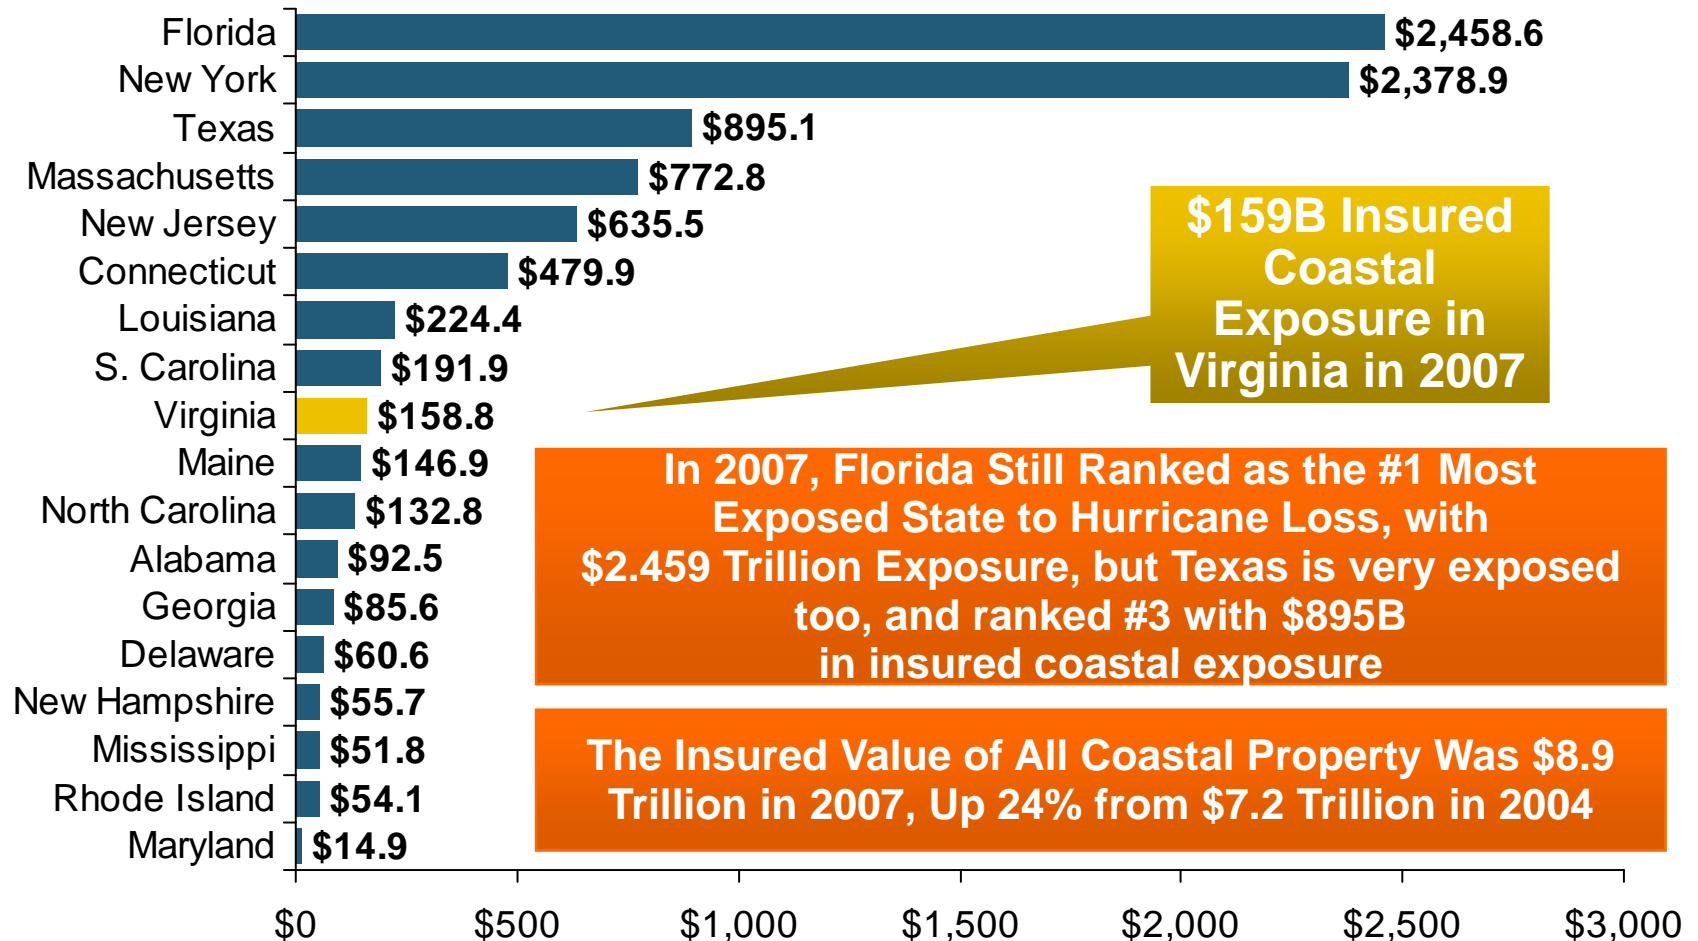 Florida $2,458.6
New York $2,378.9
Texas $895.1
Massachusetts $772.8
New Jersey $635.5
Connecticut $479.9
Louisiana $224.4
S. Carolina $191.9
Virginia $158.8
Maine $146.9
North Carolina $132.8
Alabama $92.5
Georgia $85.6
Delaware $60.6
New Hampshire $55.7
Mississippi $51.8
Rhode Island $54.1
Maryland $14.9
$0 $500 $1,000 $1,500 $2,000 $2,500 $3,000
$159B Insured
Coastal
Exposure in
Virginia in 2007
In 2007, Florida Still Ranked as the #1 Most
Exposed State to Hurricane Loss, with
$2.459 Trillion Exposure, but Texas is very exposed
too, and ranked #3 with $895B
in insured coastal exposure
The Insured Value of All Coastal Property Was $8.9
Trillion in 2007, Up 24% from $7.2 Trillion in 2004